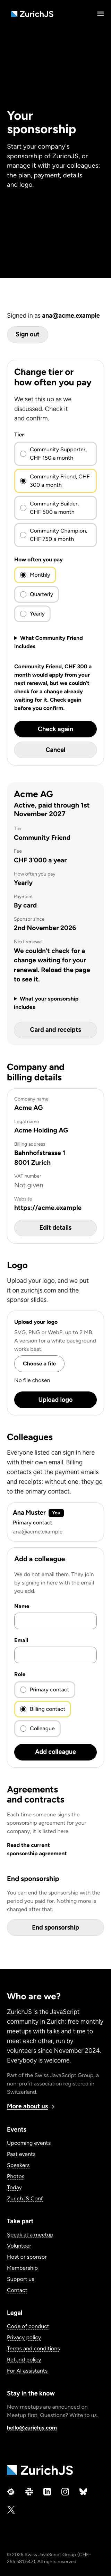 ZurichJS
Your
sponsorship
Start your company's
sponsorship of ZurichJS, or
manage it with your colleagues:
the plan, payment, details
and logo.
Signed in as ana@acme.example
Sign out
Change tier or
how often you pay
We set this up as we
discussed. Check it
and confirm.
Tier
Community Supporter,
CHF 150 a month
Community Friend, CHF
300 a month
Community Builder,
CHF 500 a month
Community Champion,
CHF 750 a month
How often you pay
Monthly
Quarterly
Yearly
What Community Friend
includes
Community Friend, CHF 300 a
month would apply from your
next renewal, but we couldn't
check for a change already
waiting for it. Check again
before you confirm.
Check again
Cancel
Acme AG
Active, paid through 1st
November 2027
Tier
Community Friend
Fee
CHF 3'000 a year
How often you pay
Yearly
Payment
By card
Sponsor since
2nd November 2026
Next renewal
We couldn't check for a
change waiting for your
renewal. Reload the page
to see it.
What your sponsorship
includes
Card and receipts
Company and
billing details
Company name
Acme AG
Legal name
Acme Holding AG
Billing address
Bahnhofstrasse 1
8001 Zurich
VAT number
Not given
Website
https://acme.example
Edit details
Logo
Upload your logo, and we put
it on zurichjs.com and the
sponsor slides.
Upload your logo
SVG, PNG or WebP, up to 2 MB.
A version for a white background
works best.
Choose a file
No file chosen
Upload logo
Colleagues
Everyone listed can sign in here
with their own email. Billing
contacts get the payment emails
and receipts; without one, they go
to the primary contact.
Ana Muster You
Primary contact
ana@acme.example
Add a colleague
We do not email them. They join
by signing in here with the email
you add.
Name
Email
Role
Primary contact
Billing contact
Colleague
Add colleague
Agreements
and contracts
Each time someone signs the
sponsorship agreement for your
company, it is listed here.
Read the current
sponsorship agreement
End sponsorship
You can end the sponsorship with the
period you paid for. Nothing more is
charged after that.
End sponsorship
Who are we?
ZurichJS is the JavaScript
community in Zurich: free monthly
meetups with talks and time to
meet each other, run by
volunteers since November 2024.
Everybody is welcome.
Part of the Swiss JavaScript Group, a
non-profit association registered in
Switzerland.
More about us
Events
Upcoming events
Past events
Speakers
Photos
Today
ZurichJS Conf
Take part
Speak at a meetup
Volunteer
Host or sponsor
Membership
Support us
Contact
Legal
Code of conduct
Privacy policy
Terms and conditions
Refund policy
For AI assistants
Stay in the know
New meetups are announced on
Meetup first. Questions? Write to us.
hello@zurichjs.com
ZurichJS
© 2026 Swiss JavaScript Group (CHE-
255.581.547). All rights reserved.